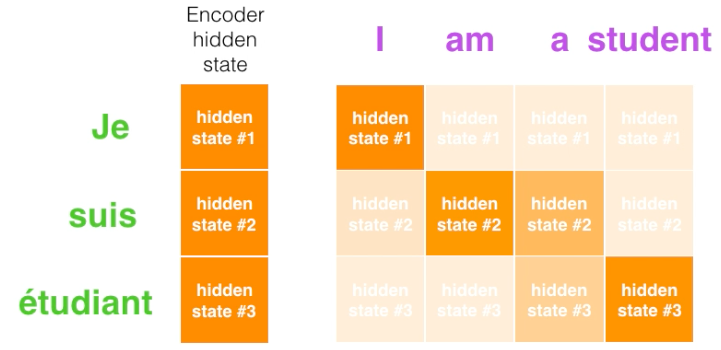 Encoder
hidden
state
I am a student
Je
hidden
state #1
hidden
state #1
hidden
state #1
hidden
state #1
hidden
state #1
suis
hidden
state #2
hidden
state #2
hidden
state #2
hidden
state #2
hidden
state #2
étudiant
hidden
state #3
hidden
state #3
hidden
state #3
hidden
state #3
hidden
state #3